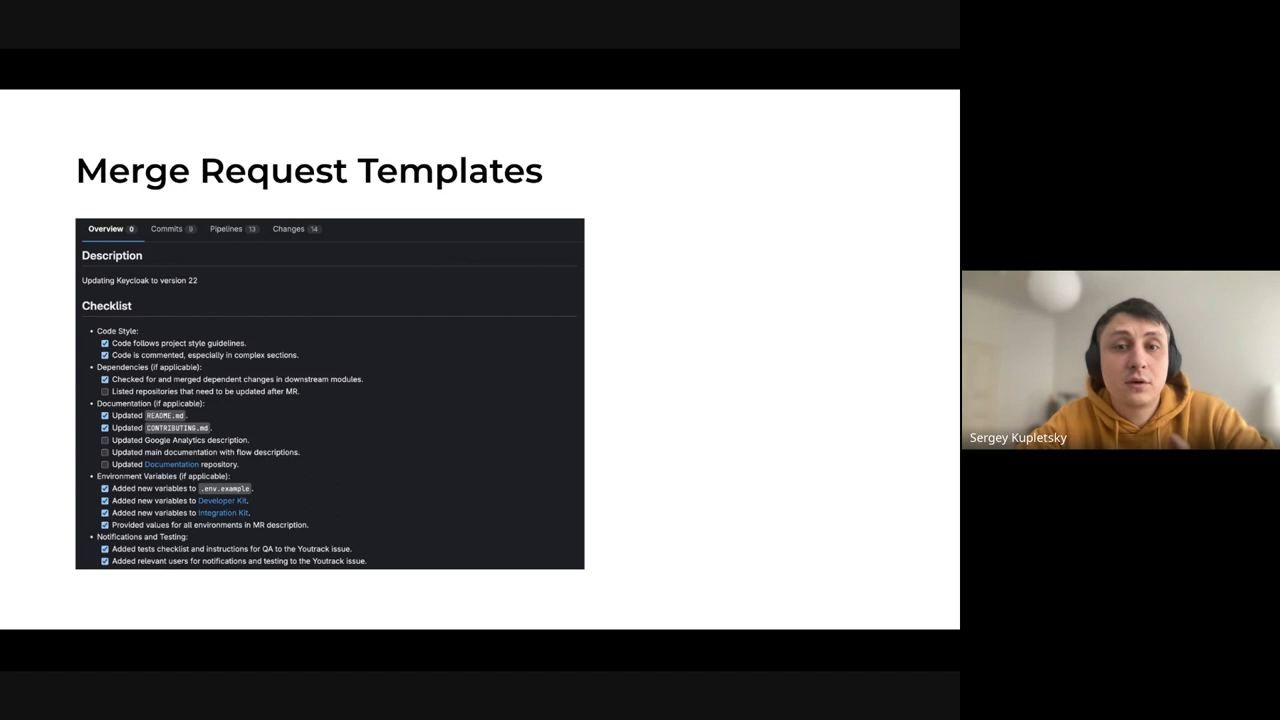 Merge Request Templates
Overview 0 Commits 9 Pipelines 13 Changes 14
Description
Updating Keycloak to version 22
Checklist
• Code Style:
Code follows project style guidelines.
Code is commented, especially in complex sections.
• Dependencies (if applicable):
Checked for and merged dependent changes in downstream modules.
Listed repositories that need to be updated after MR.
• Documentation (if applicable):
Updated README.md.
Updated CONTRIBUTING.md.
Updated Google Analytics description.
Updated main documentation with flow descriptions.
Updated Documentation repository.
• Environment Variables (if applicable):
Added new variables to .env.example.
Added new variables to Developer Kit.
Added new variables to Integration Kit.
Provided values for all environments in MR description.
• Notifications and Testing:
Added tests checklist and instructions for QA to the Youtrack issue.
Added relevant users for notifications and testing to the Youtrack issue.
Sergey Kupletsky